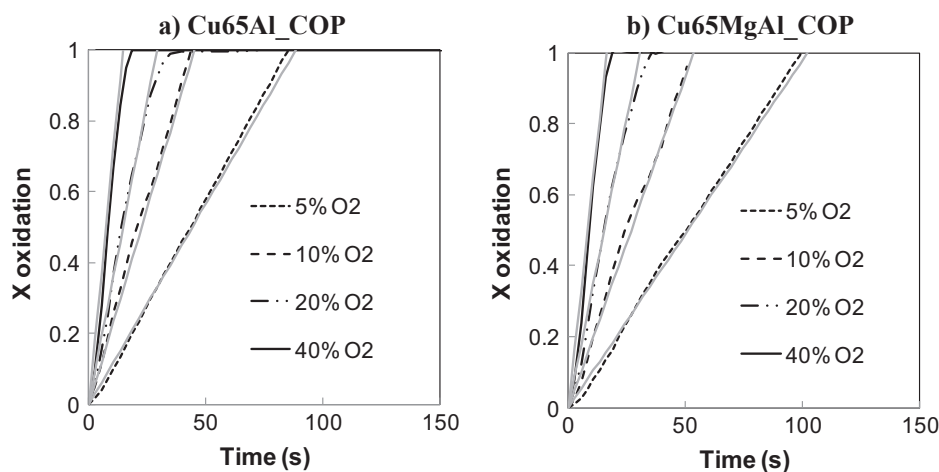 a) Cu65Al_COP
1
0.8
0.6
0.4
0.2
0
X oxidation
5% O2
10% O2
20% O2
40% O2
0 50 100 150
Time (s)
b) Cu65MgAl_COP
1
0.8
0.6
0.4
0.2
0
X oxidation
5% O2
10% O2
20% O2
40% O2
0 50 100 150
Time (s)